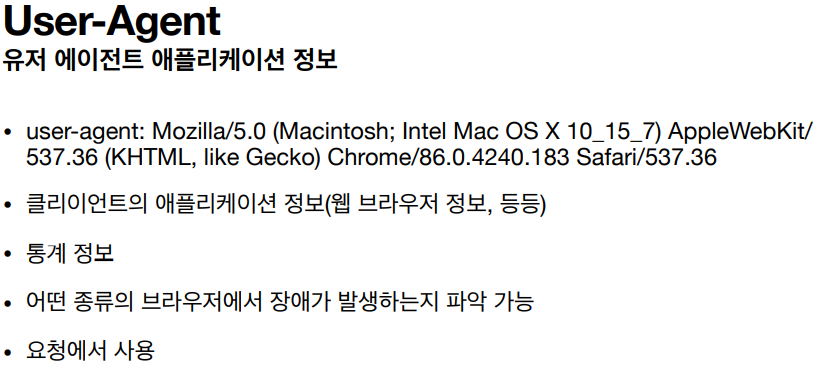 User-Agent
유저 에이전트 애플리케이션 정보
• user-agent: Mozilla/5.0 (Macintosh; Intel Mac OS X 10_15_7) AppleWebKit/
537.36 (KHTML, like Gecko) Chrome/86.0.4240.183 Safari/537.36
• 클리이언트의 애플리케이션 정보(웹 브라우저 정보, 등등)
• 통계 정보
• 어떤 종류의 브라우저에서 장애가 발생하는지 파악 가능
• 요청에서 사용